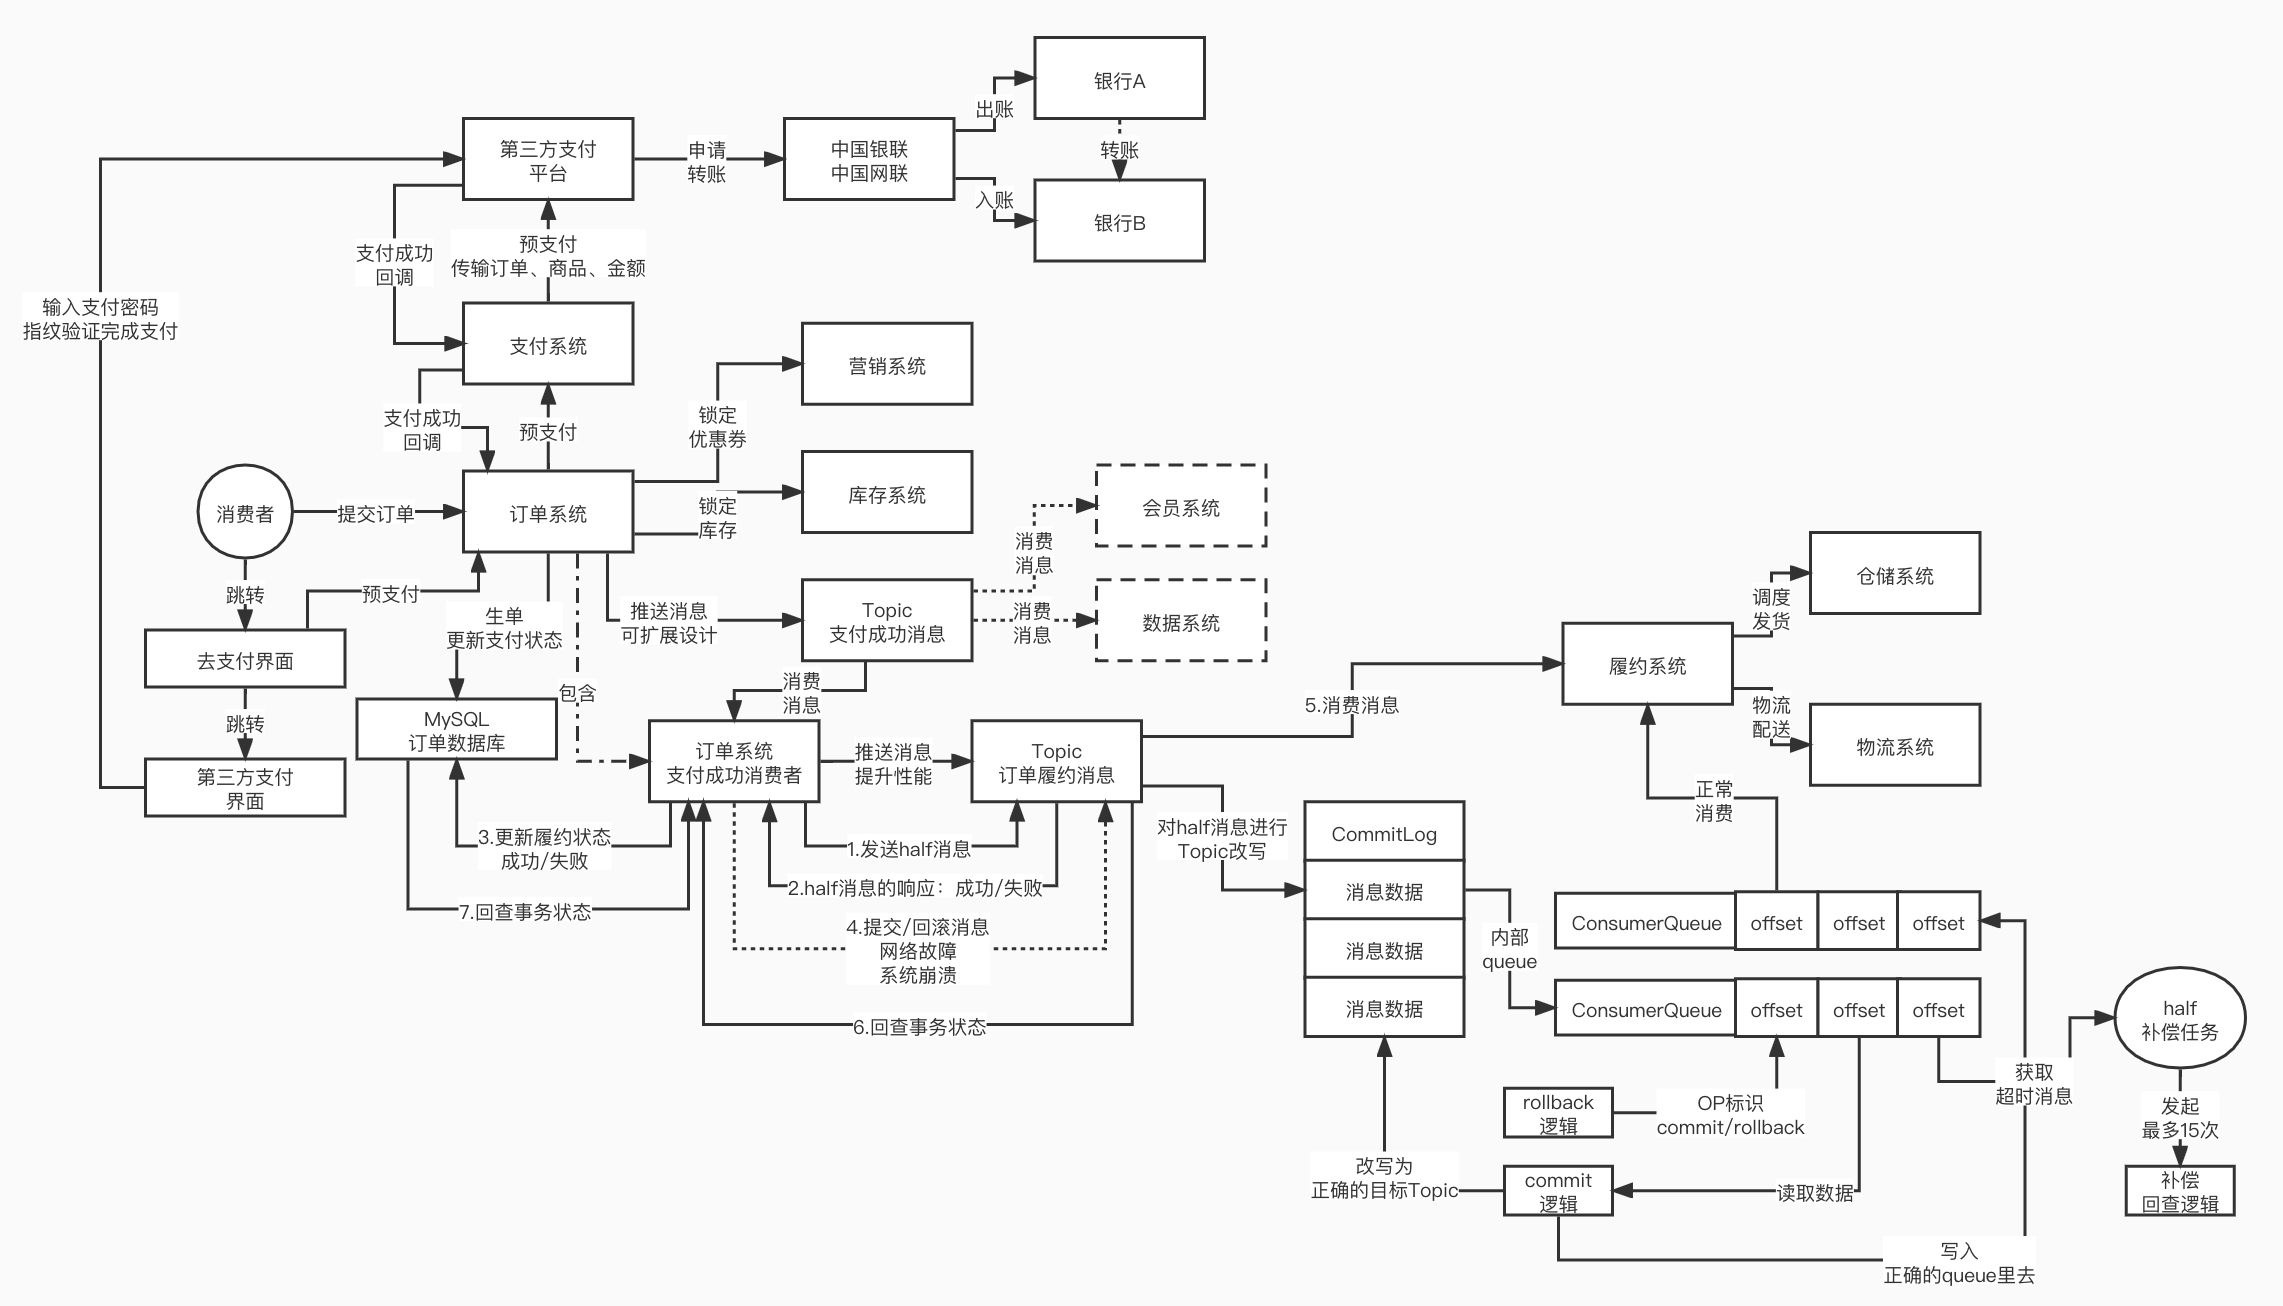 银行A
出账
第三方支付
平台
申请
转账
中国银联
中国网联
转账
入账
银行B
支付成功
回调
预支付
传输订单、商品、金额
输入支付密码
指纹验证完成支付
支付系统
营销系统
支付成功
回调
预支付
锁定
优惠券
消费者
提交订单
订单系统
锁定
库存
库存系统
会员系统
消费
消息
跳转
预支付
生单
更新支付状态
推送消息
可扩展设计
Topic
支付成功消息
消费
消息
数据系统
仓储系统
调度
发货
去支付界面
履约系统
包含
消费
消息
5.消费消息
物流
配送
物流系统
跳转
MySQL
订单数据库
订单系统
支付成功消费者
推送消息
提升性能
Topic
订单履约消息
第三方支付
界面
正常
消费
3.更新履约状态
成功/失败
1.发送half消息
对half消息进行
Topic改写
CommitLog
2.half消息的响应：成功/失败
消息数据
7.回查事务状态
4.提交/回滚消息
网络故障
系统崩溃
消息数据
内部
queue
ConsumerQueue
offset
offset
offset
6.回查事务状态
消息数据
ConsumerQueue
offset
offset
offset
half
补偿任务
获取
超时消息
rollback
逻辑
OP标识
commit/rollback
发起
最多15次
改写为
正确的目标Topic
commit
逻辑
读取数据
补偿
回查逻辑
写入
正确的queue里去